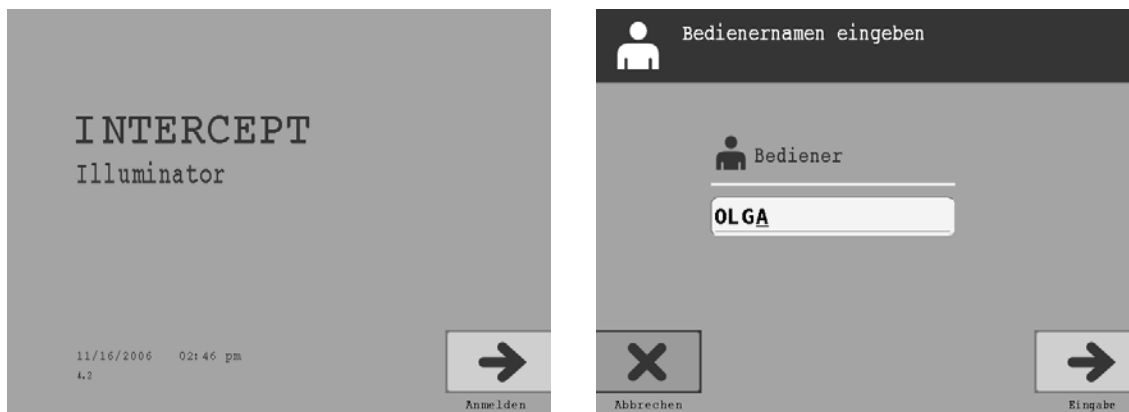 INTERCEPT
Illuminator
11/16/2006 02:46 pm
4.2
Anmelden
Bedienernamen eingeben
Bediener
OLGA
Abbrechen
Eingabe